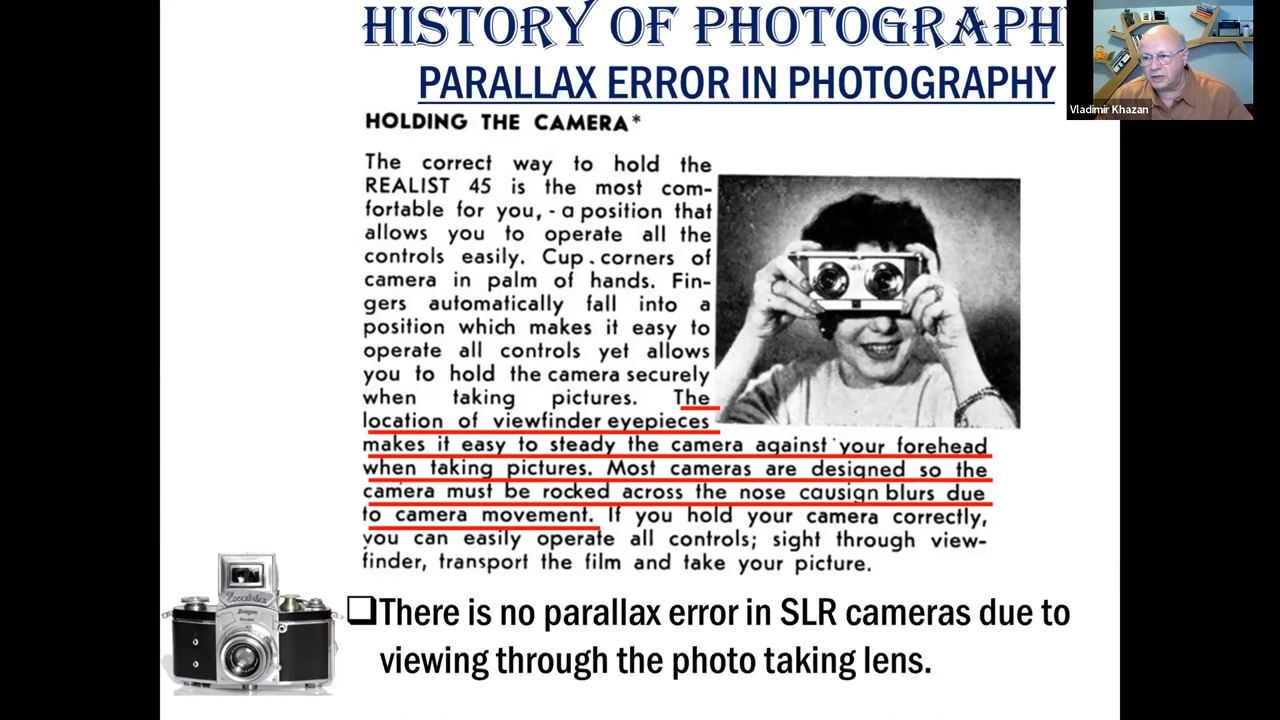 HISTORY OF PHOTOGRAPH
PARALLAX ERROR IN PHOTOGRAPHY
Vladimir Khazan
HOLDING THE CAMERA*
The correct way to hold the
REALIST 45 is the most com-
fortable for you, - a position that
allows you to operate all the
controls easily. Cup corners of
camera in palm of hands. Fin-
gers automatically fall into a
position which makes it easy to
operate all controls yet allows
you to hold the camera securely
when taking pictures. The
location of viewfinder eyepieces
makes it easy to steady the camera against your forehead
when taking pictures. Most cameras are designed so the
camera must be rocked across the nose causign blurs due
to camera movement. If you hold your camera correctly,
you can easily operate all controls; sight through view-
finder, transport the film and take your picture.
There is no parallax error in SLR cameras due to
viewing through the photo taking lens.